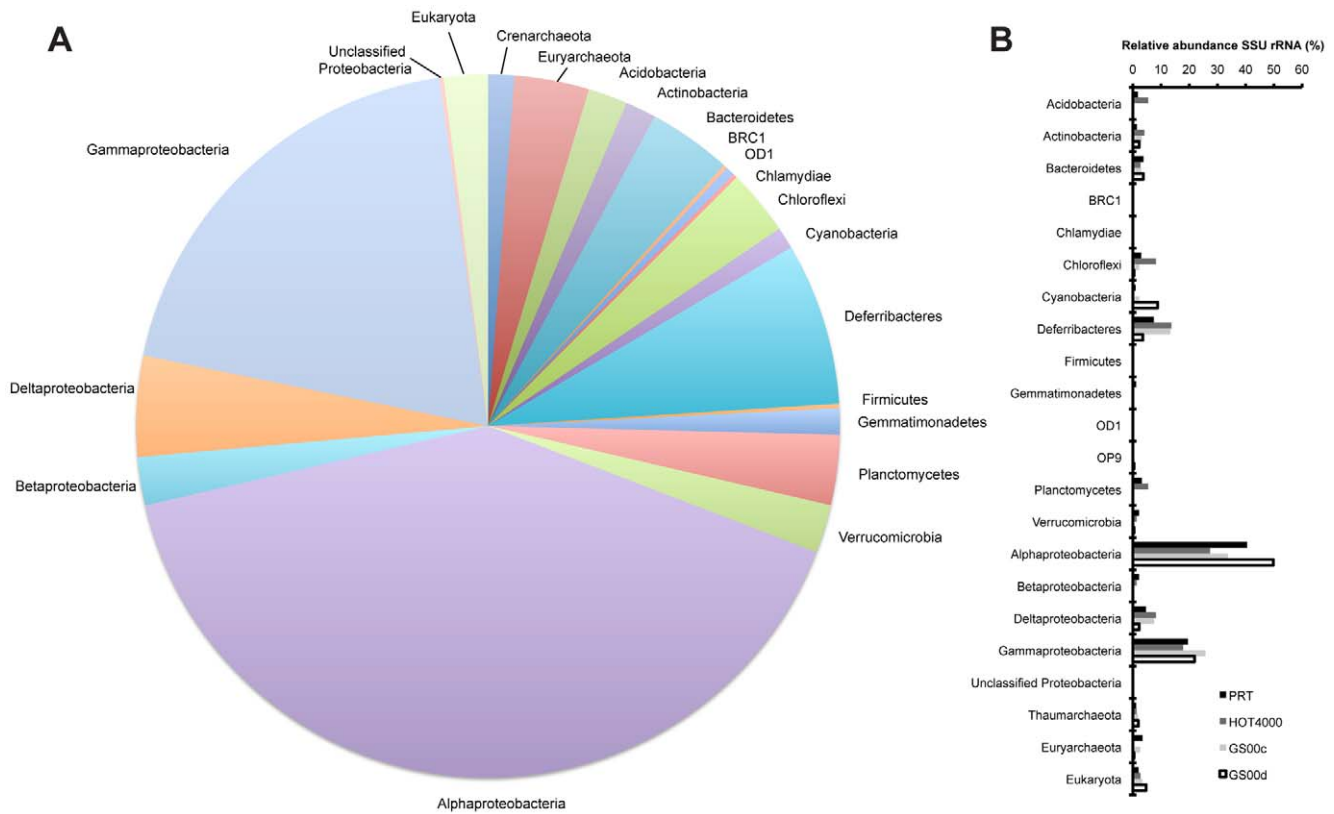 A
Eukaryota
Crenarchaeota
Unclassified
Proteobacteria
Euryarchaeota
Acidobacteria
Actinobacteria
Bacteroidetes
BRC1
OD1
Chlamydiae
Chloroflexi
Cyanobacteria
Gammaproteobacteria
Deferribacteres
Deltaproteobacteria
Firmicutes
Gemmatimonadetes
Planctomycetes
Betaproteobacteria
Verrucomicrobia
Alphaproteobacteria
B
Relative abundance SSU rRNA (%)
0 10 20 30 40 50 60
Acidobacteria
Actinobacteria
Bacteroidetes
BRC1
Chlamydiae
Chloroflexi
Cyanobacteria
Deferribacteres
Firmicutes
Gemmatimonadetes
OD1
OP9
Planctomycetes
Verrucomicrobia
Alphaproteobacteria
Betaproteobacteria
Deltaproteobacteria
Gammaproteobacteria
Unclassified Proteobacteria
Thaumarchaeota
Euryarchaeota
Eukaryota
PRT
HOT4000
GS00c
GS00d